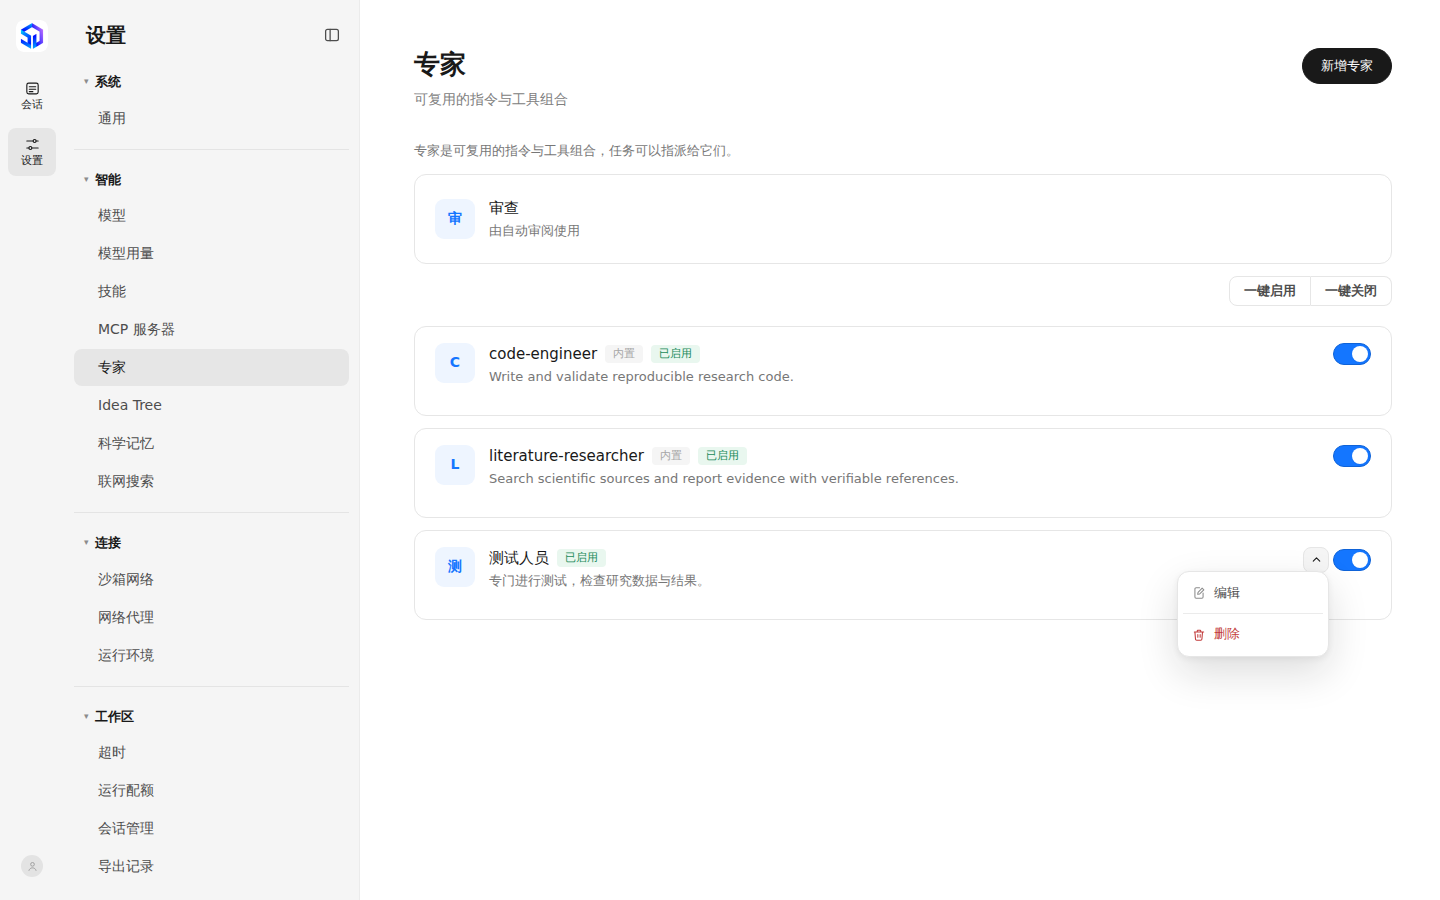 会话
设置
设置
系统
通用
智能
模型
模型用量
技能
MCP 服务器
专家
Idea Tree
科学记忆
联网搜索
连接
沙箱网络
网络代理
运行环境
工作区
超时
运行配额
会话管理
导出记录
专家
新增专家
可复用的指令与工具组合
专家是可复用的指令与工具组合，任务可以指派给它们。
审
审查
由自动审阅使用
一键启用 一键关闭
C
code-engineer 内置 已启用
Write and validate reproducible research code.
L
literature-researcher 内置 已启用
Search scientific sources and report evidence with verifiable references.
测
测试人员 已启用
专门进行测试，检查研究数据与结果。
编辑
删除